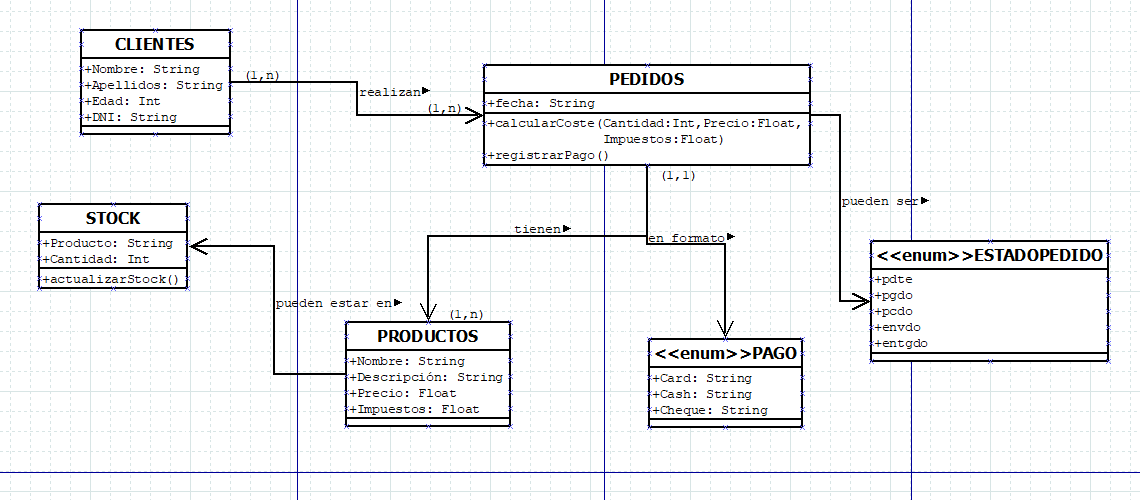 CLIENTES
+Nombre: String
+Apellidos: String
+Edad: Int
+DNI: String
(1,n)
realizan
(1,n)
PEDIDOS
+fecha: String
+calcularCoste(Cantidad:Int,Precio:Float,
Impuestos:Float)
+registrarPago()
(1,1)
pueden ser
tienen
en formato
STOCK
+Producto: String
+Cantidad: Int
+actualizarStock()
pueden estar en
(1,n)
<<enum>>ESTADOPEDIDO
+pdte
+pgdo
+pcdo
+envdo
+entgdo
PRODUCTOS
+Nombre: String
+Descripción: String
+Precio: Float
+Impuestos: Float
<<enum>>PAGO
+Card: String
+Cash: String
+Cheque: String